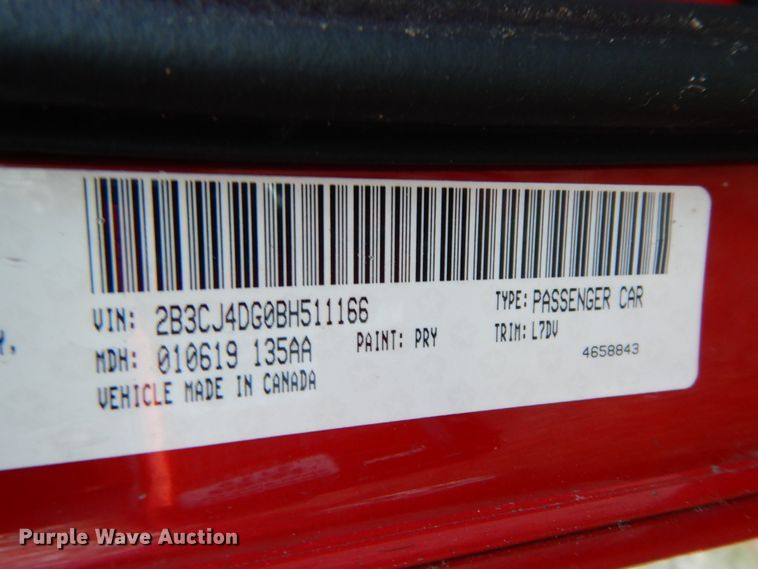 VIN: 2B3CJ4DG0BH511166 TYPE: PASSENGER CAR
MDH: 010619 135AA PAINT: PRY TRIM: L7DV
VEHICLE MADE IN CANADA 4658843
Purple Wave Auction